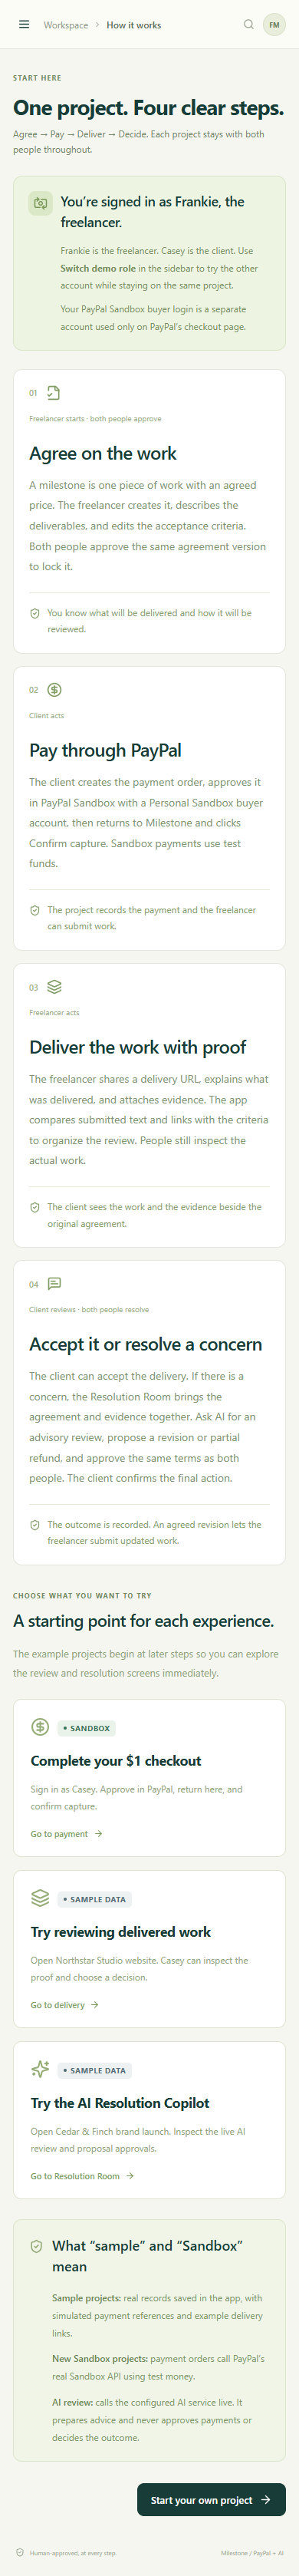 Workspace > How it works
FM
START HERE
One project. Four clear steps.
Agree → Pay → Deliver → Decide. Each project stays with both
people throughout.
You’re signed in as Frankie, the
freelancer.
Frankie is the freelancer. Casey is the client. Use
Switch demo role in the sidebar to try the other
account while staying on the same project.
Your PayPal Sandbox buyer login is a separate
account used only on PayPal’s checkout page.
01
Freelancer starts · both people approve
Agree on the work
A milestone is one piece of work with an agreed
price. The freelancer creates it, describes the
deliverables, and edits the acceptance criteria.
Both people approve the same agreement version
to lock it.
You know what will be delivered and how it will be
reviewed.
02
Client acts
Pay through PayPal
The client creates the payment order, approves it
in PayPal Sandbox with a Personal Sandbox buyer
account, then returns to Milestone and clicks
Confirm capture. Sandbox payments use test
funds.
The project records the payment and the freelancer
can submit work.
03
Freelancer acts
Deliver the work with proof
The freelancer shares a delivery URL, explains what
was delivered, and attaches evidence. The app
compares submitted text and links with the criteria
to organize the review. People still inspect the
actual work.
The client sees the work and the evidence beside the
original agreement.
04
Client reviews · both people resolve
Accept it or resolve a concern
The client can accept the delivery. If there is a
concern, the Resolution Room brings the
agreement and evidence together. Ask AI for an
advisory review, propose a revision or partial
refund, and approve the same terms as both
people. The client confirms the final action.
The outcome is recorded. An agreed revision lets the
freelancer submit updated work.
CHOOSE WHAT YOU WANT TO TRY
A starting point for each experience.
The example projects begin at later steps so you can explore
the review and resolution screens immediately.
• SANDBOX
Complete your $1 checkout
Sign in as Casey. Approve in PayPal, return here, and
confirm capture.
Go to payment →
• SAMPLE DATA
Try reviewing delivered work
Open Northstar Studio website. Casey can inspect the
proof and choose a decision.
Go to delivery →
• SAMPLE DATA
Try the AI Resolution Copilot
Open Cedar & Finch brand launch. Inspect the live AI
review and proposal approvals.
Go to Resolution Room →
What “sample” and “Sandbox”
mean
Sample projects: real records saved in the app, with
simulated payment references and example delivery
links.
New Sandbox projects: payment orders call PayPal’s
real Sandbox API using test money.
AI review: calls the configured AI service live. It
prepares advice and never approves payments or
decides the outcome.
Start your own project →
Human-approved, at every step.
Milestone / PayPal + AI